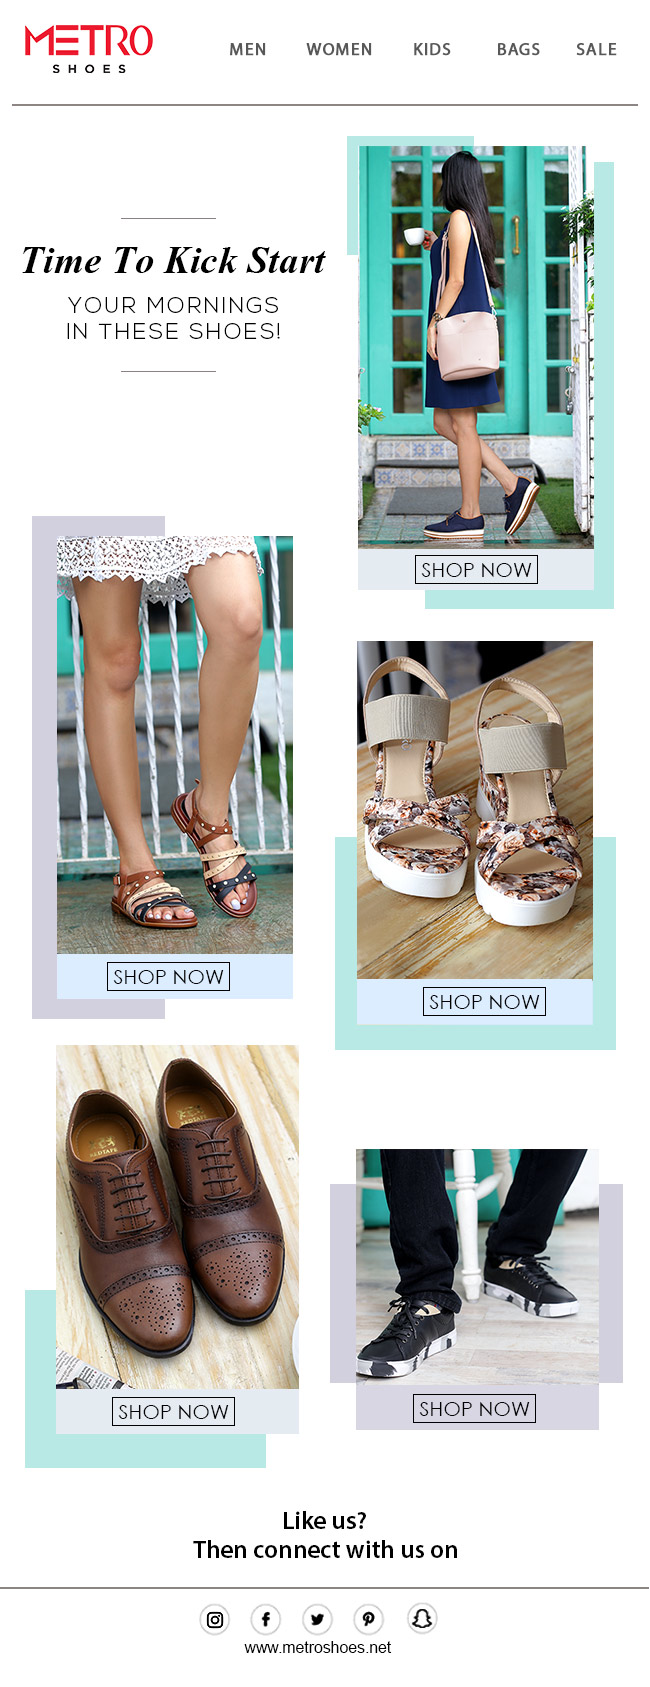 METRO
SHOES
MEN WOMEN KIDS BAGS SALE
Time To Kick Start
YOUR MORNINGS
IN THESE SHOES!
SHOP NOW
SHOP NOW
SHOP NOW
REDTAPE
SHOP NOW
SHOP NOW
Like us?
Then connect with us on
www.metroshoes.net